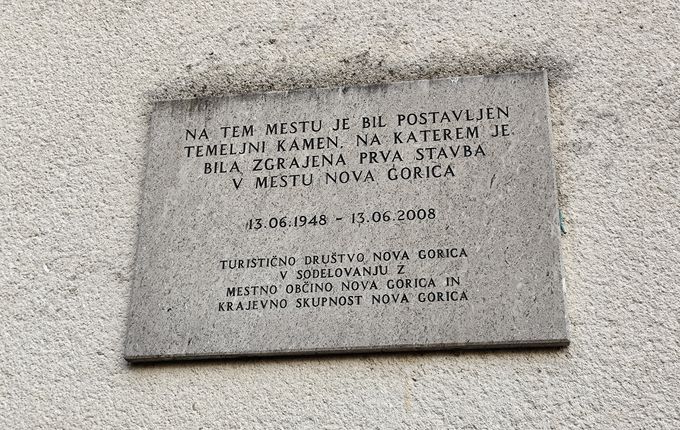 NA TEM MESTU JE BIL POSTAVLJEN
TEMELJNI KAMEN, NA KATEREM JE
BILA ZGRAJENA PRVA STAVBA
V MESTU NOVA GORICA
13.06.1948 - 13.06.2008
TURISTIČNO DRUŠTVO NOVA GORICA
V SODELOVANJU Z
MESTNO OBČINO NOVA GORICA IN
KRAJEVNO SKUPNOST NOVA GORICA